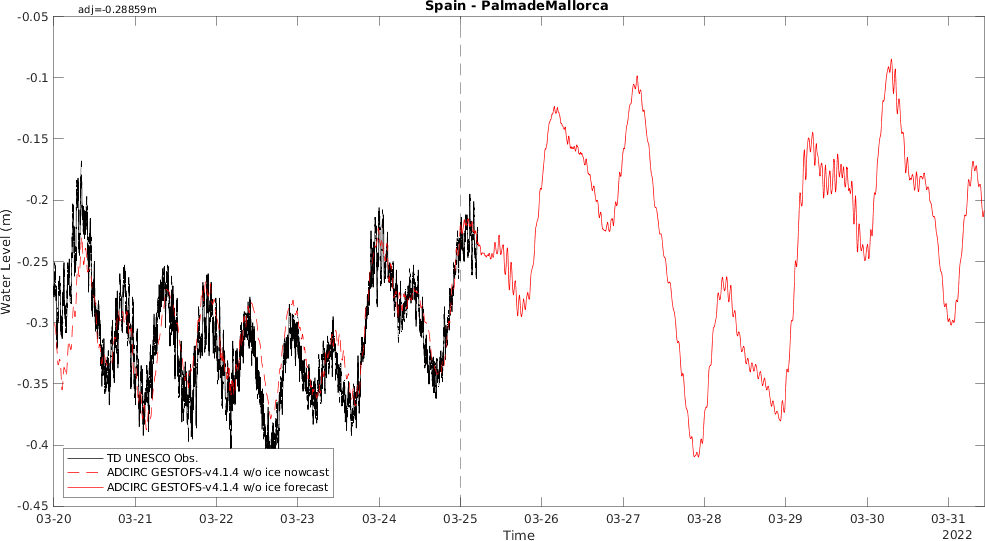 adj=-0.28859m
Spain - PalmadeMallorca
-0.05
-0.1
-0.15
-0.2
-0.25
-0.3
-0.35
-0.4
-0.45
Water Level (m)
TD UNESCO Obs.
ADCIRC GESTOFS-v4.1.4 w/o ice nowcast
ADCIRC GESTOFS-v4.1.4 w/o ice forecast
03-20 03-21 03-22 03-23 03-24 03-25 03-26 03-27 03-28 03-29 03-30 03-31
Time
2022